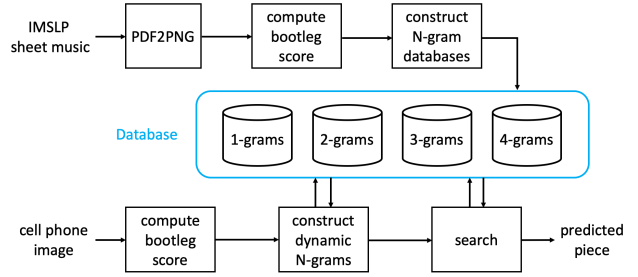 IMSLP
sheet music
PDF2PNG
compute
bootleg
score
construct
N-gram
databases
Database
1-grams
2-grams
3-grams
4-grams
cell phone
image
compute
bootleg
score
construct
dynamic
N-grams
search
predicted
piece